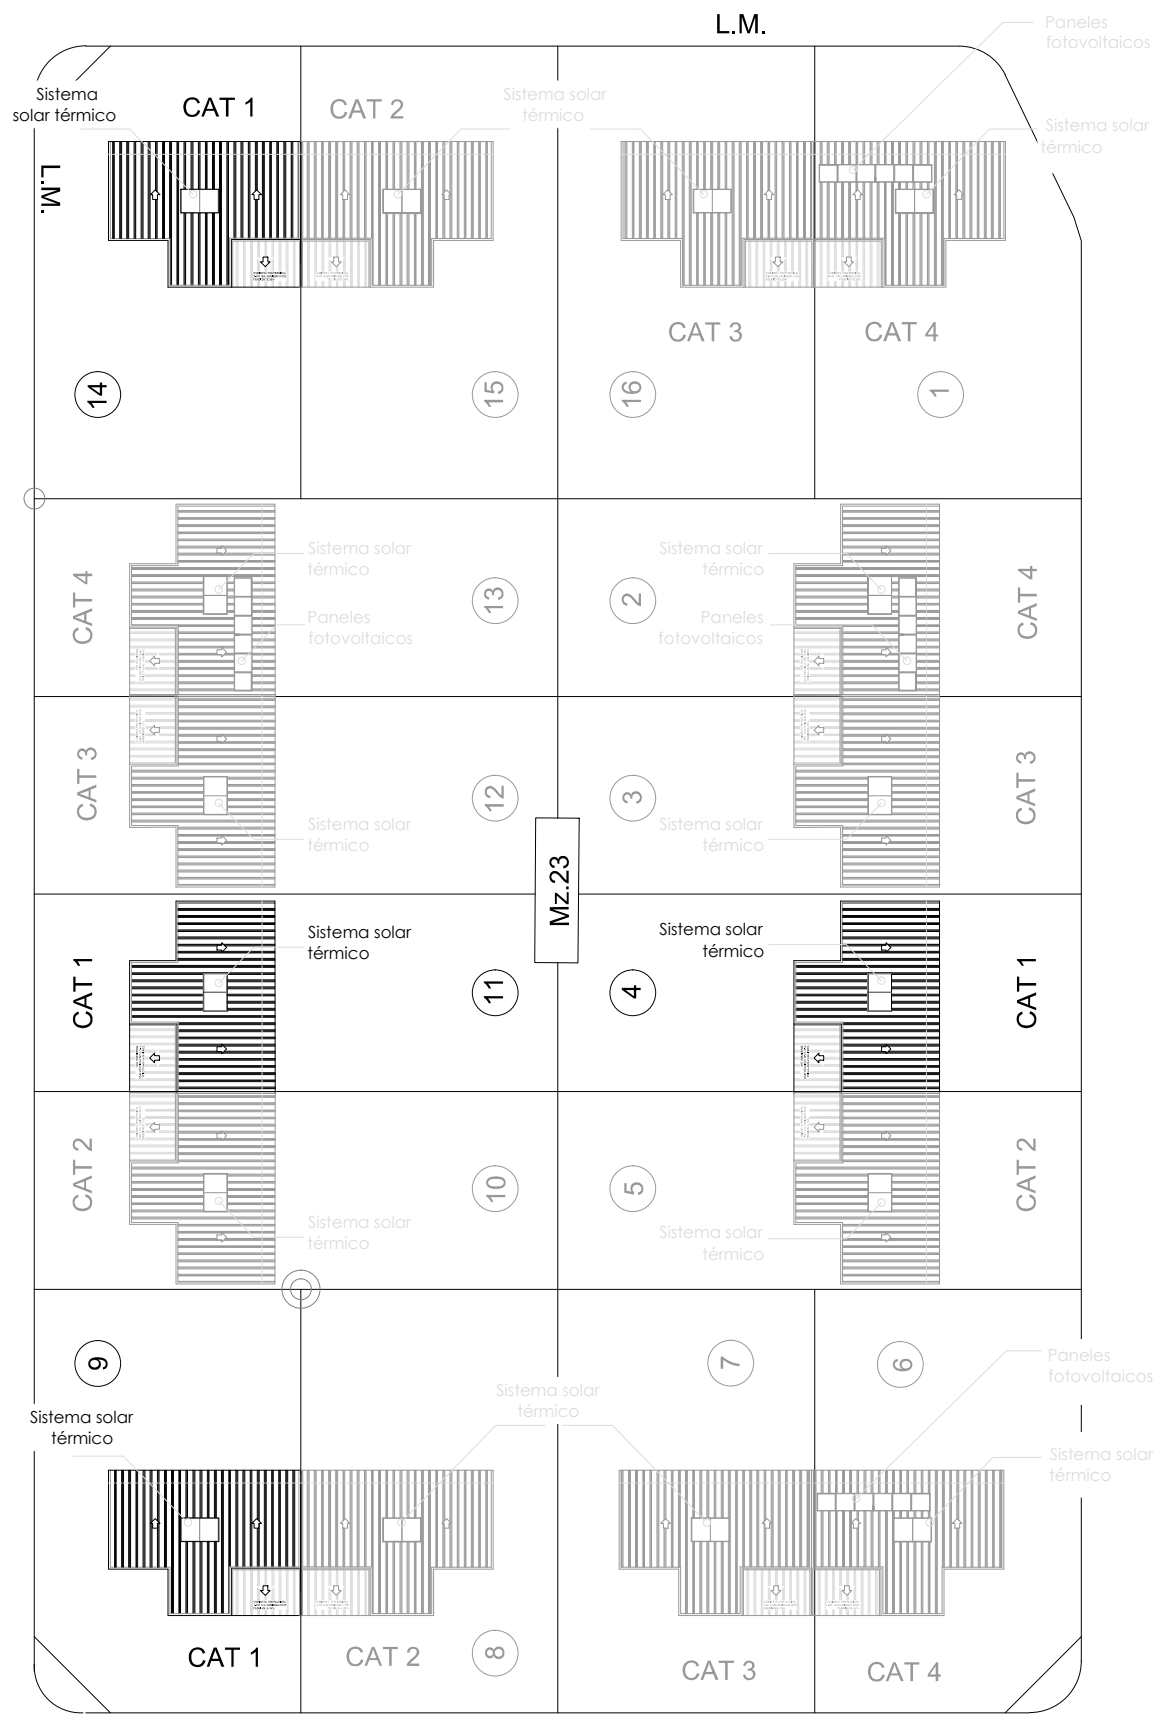 L.M.
Paneles
fotovoltaicos
Sistema
solar térmico
CAT 1
CAT 2
Sistema solar
térmico
Sistema solar
térmico
L.M.
CAT 3
CAT 4
14
15
16
1
CAT 4
Sistema solar
térmico
Paneles
fotovoltaicos
13
2
Sistema solar
térmico
Paneles
fotovoltaicos
CAT 4
CAT 3
Sistema solar
térmico
12
3
Sistema solar
térmico
CAT 3
Mz.23
CAT 1
Sistema solar
térmico
11
4
Sistema solar
térmico
CAT 1
CAT 2
Sistema solar
térmico
10
5
Sistema solar
térmico
CAT 2
9
7
6
Paneles
fotovoltaicos
Sistema solar
térmico
Sistema solar
térmico
Sistema solar
térmico
CAT 1
CAT 2
8
CAT 3
CAT 4